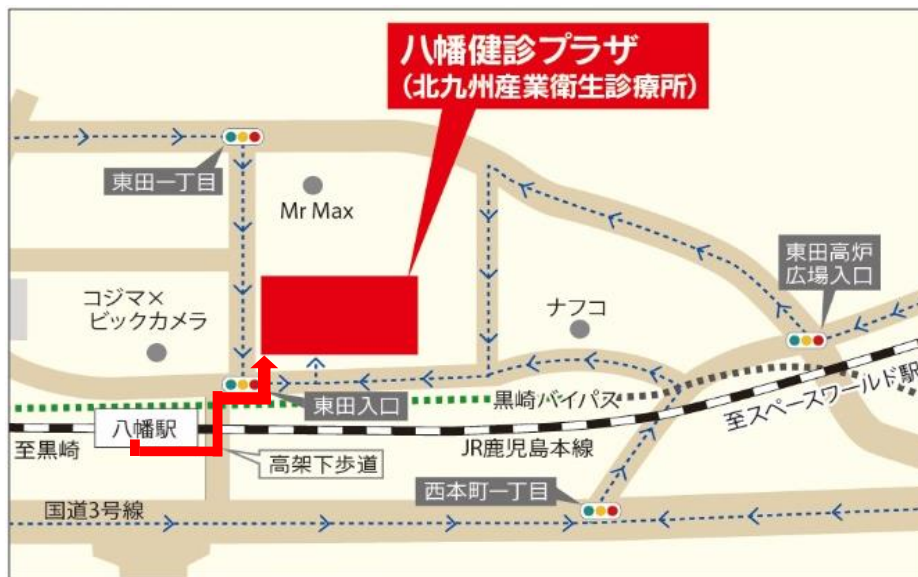 八幡健診プラザ
(北九州産業衛生診療所)
東田一丁目
Mr Max
東田高炉
広場入口
コジマ×
ビックカメラ
ナフコ
東田入口
黒崎バイパス
至スペースワールド駅
八幡駅
至黒崎
JR鹿児島本線
高架下歩道
西本町一丁目
国道3号線